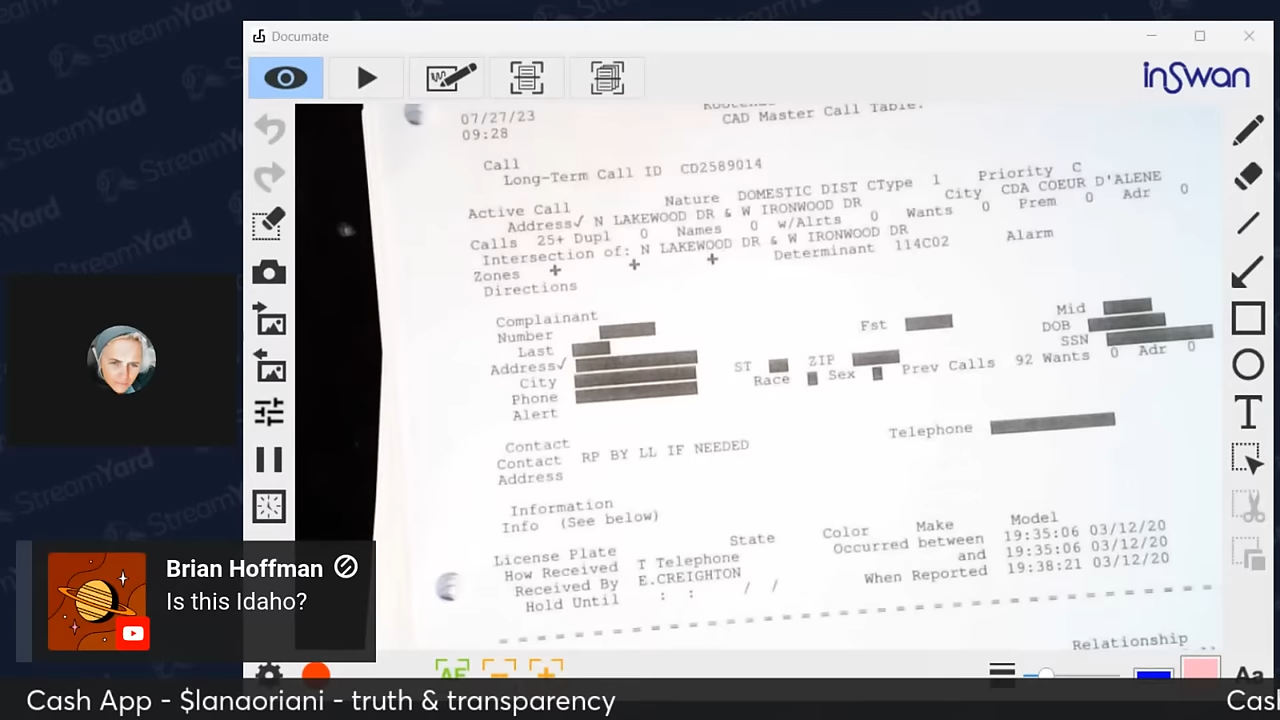 Documate
inSwan
07/27/23
CAD Master Call Table.
09:28
Call
Long-Term Call ID CD2589014
Active Call Nature DOMESTIC DIST CType 1 Priority C
Address√ N LAKEWOOD DR & W IRONWOOD DR City CDA COEUR D'ALENE
Calls 25+ Dupl 0 Names 0 w/Alrts 0 Wants 0 Prem 0 Adr 0
Intersection of: N LAKEWOOD DR & W IRONWOOD DR
Zones + + + Determinant 114C02 Alarm
Directions
Complainant
Number Fst Mid
Last DOB
Address√ SSN
City ST ZIP
Phone Race Sex Prev Calls 92 Wants 0 Adr 0
Alert
Contact
Contact RP BY LL IF NEEDED Telephone
Address
Information
Info (See below)
License Plate State Color Make Model
How Received T Telephone Occurred between 19:35:06 03/12/20
Received By E.CREIGHTON and 19:35:06 03/12/20
Hold Until : : / / When Reported 19:38:21 03/12/20
= = = = = = = = = = = = = = = = = = = = = = = = = = = = = = = = = = =
Relationship
T
AF
Aa
StreamYard
StreamYard
StreamYard
Brian Hoffman
Is this Idaho?
Cash App - $lanaoriani - truth & transparency
Cas